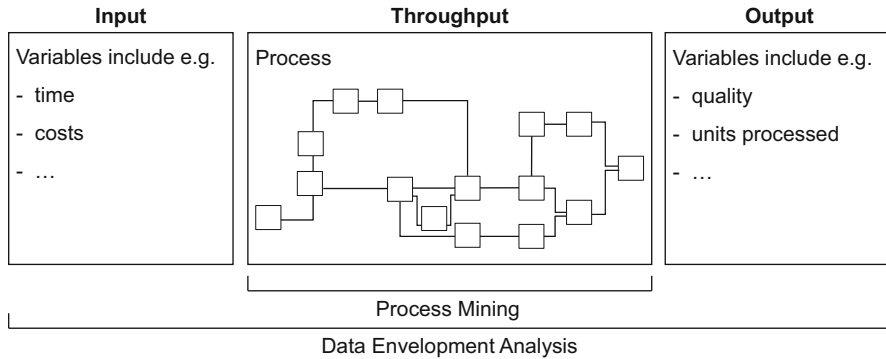 Input
Throughput
Output
Variables include e.g.
- time
- costs
- …
Process
Variables include e.g.
- quality
- units processed
- …
Process Mining
Data Envelopment Analysis